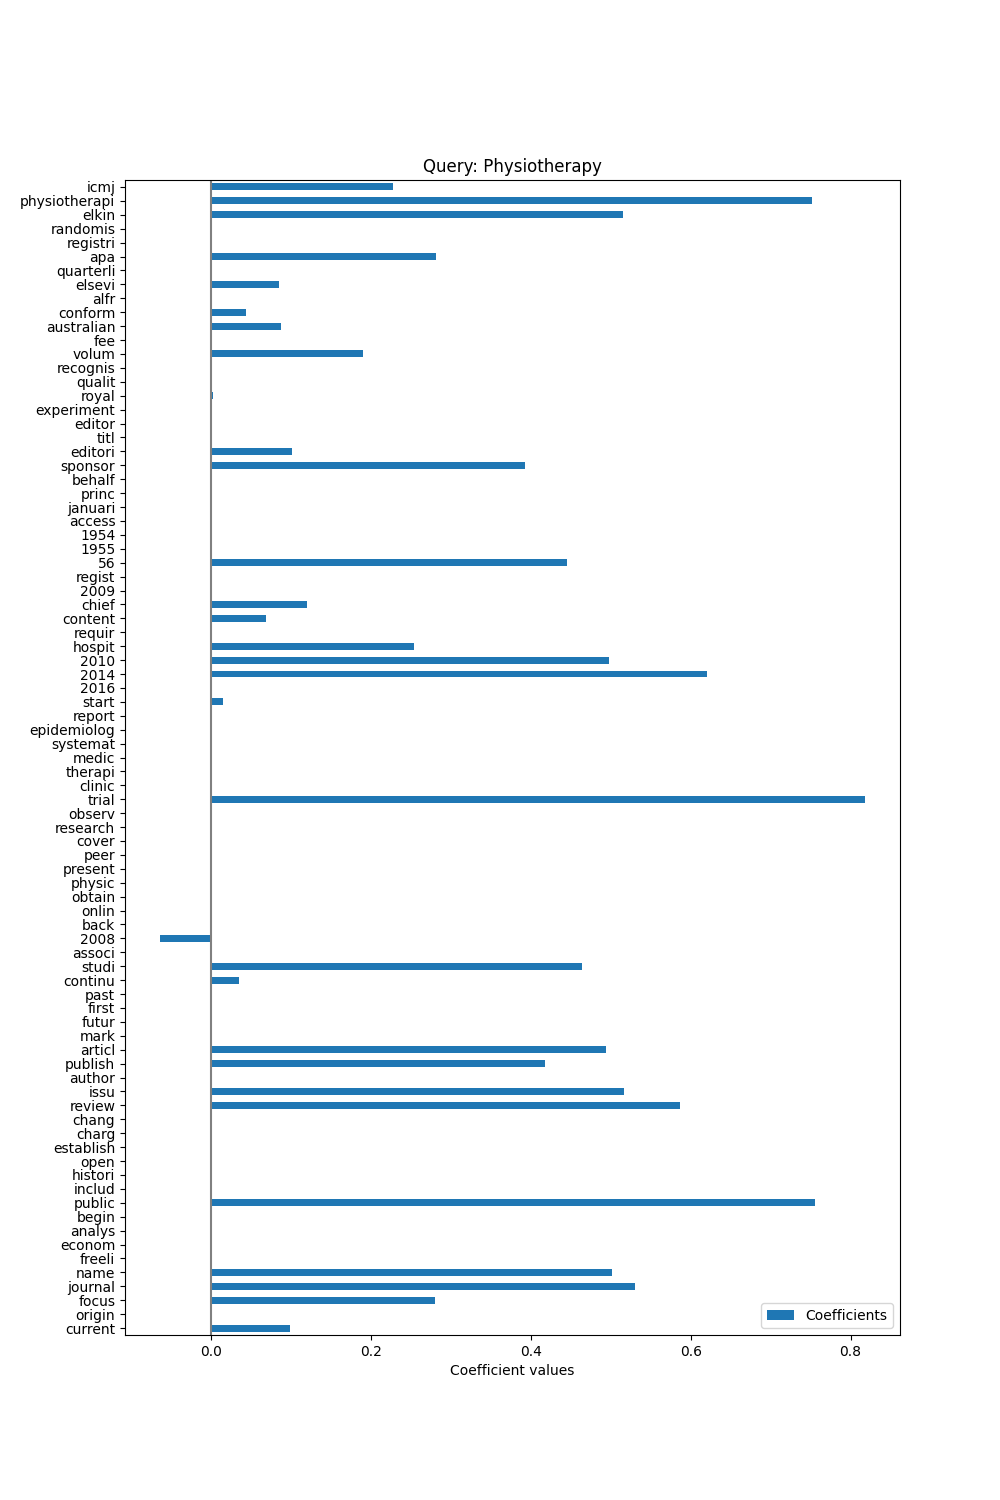 Query: Physiotherapy
icmj
physiotherapi
elkin
randomis
registri
apa
quarterli
elsevi
alfr
conform
australian
fee
volum
recognis
qualit
royal
experiment
editor
titl
editori
sponsor
behalf
princ
januari
access
1954
1955
56
regist
2009
chief
content
requir
hospit
2010
2014
2016
start
report
epidemiolog
systemat
medic
therapi
clinic
trial
observ
research
cover
peer
present
physic
obtain
onlin
back
2008
associ
studi
continu
past
first
futur
mark
articl
publish
author
issu
review
chang
charg
establish
open
histori
includ
public
begin
analys
econom
freeli
name
journal
focus
origin
current
Coefficients
0.0 0.2 0.4 0.6 0.8
Coefficient values